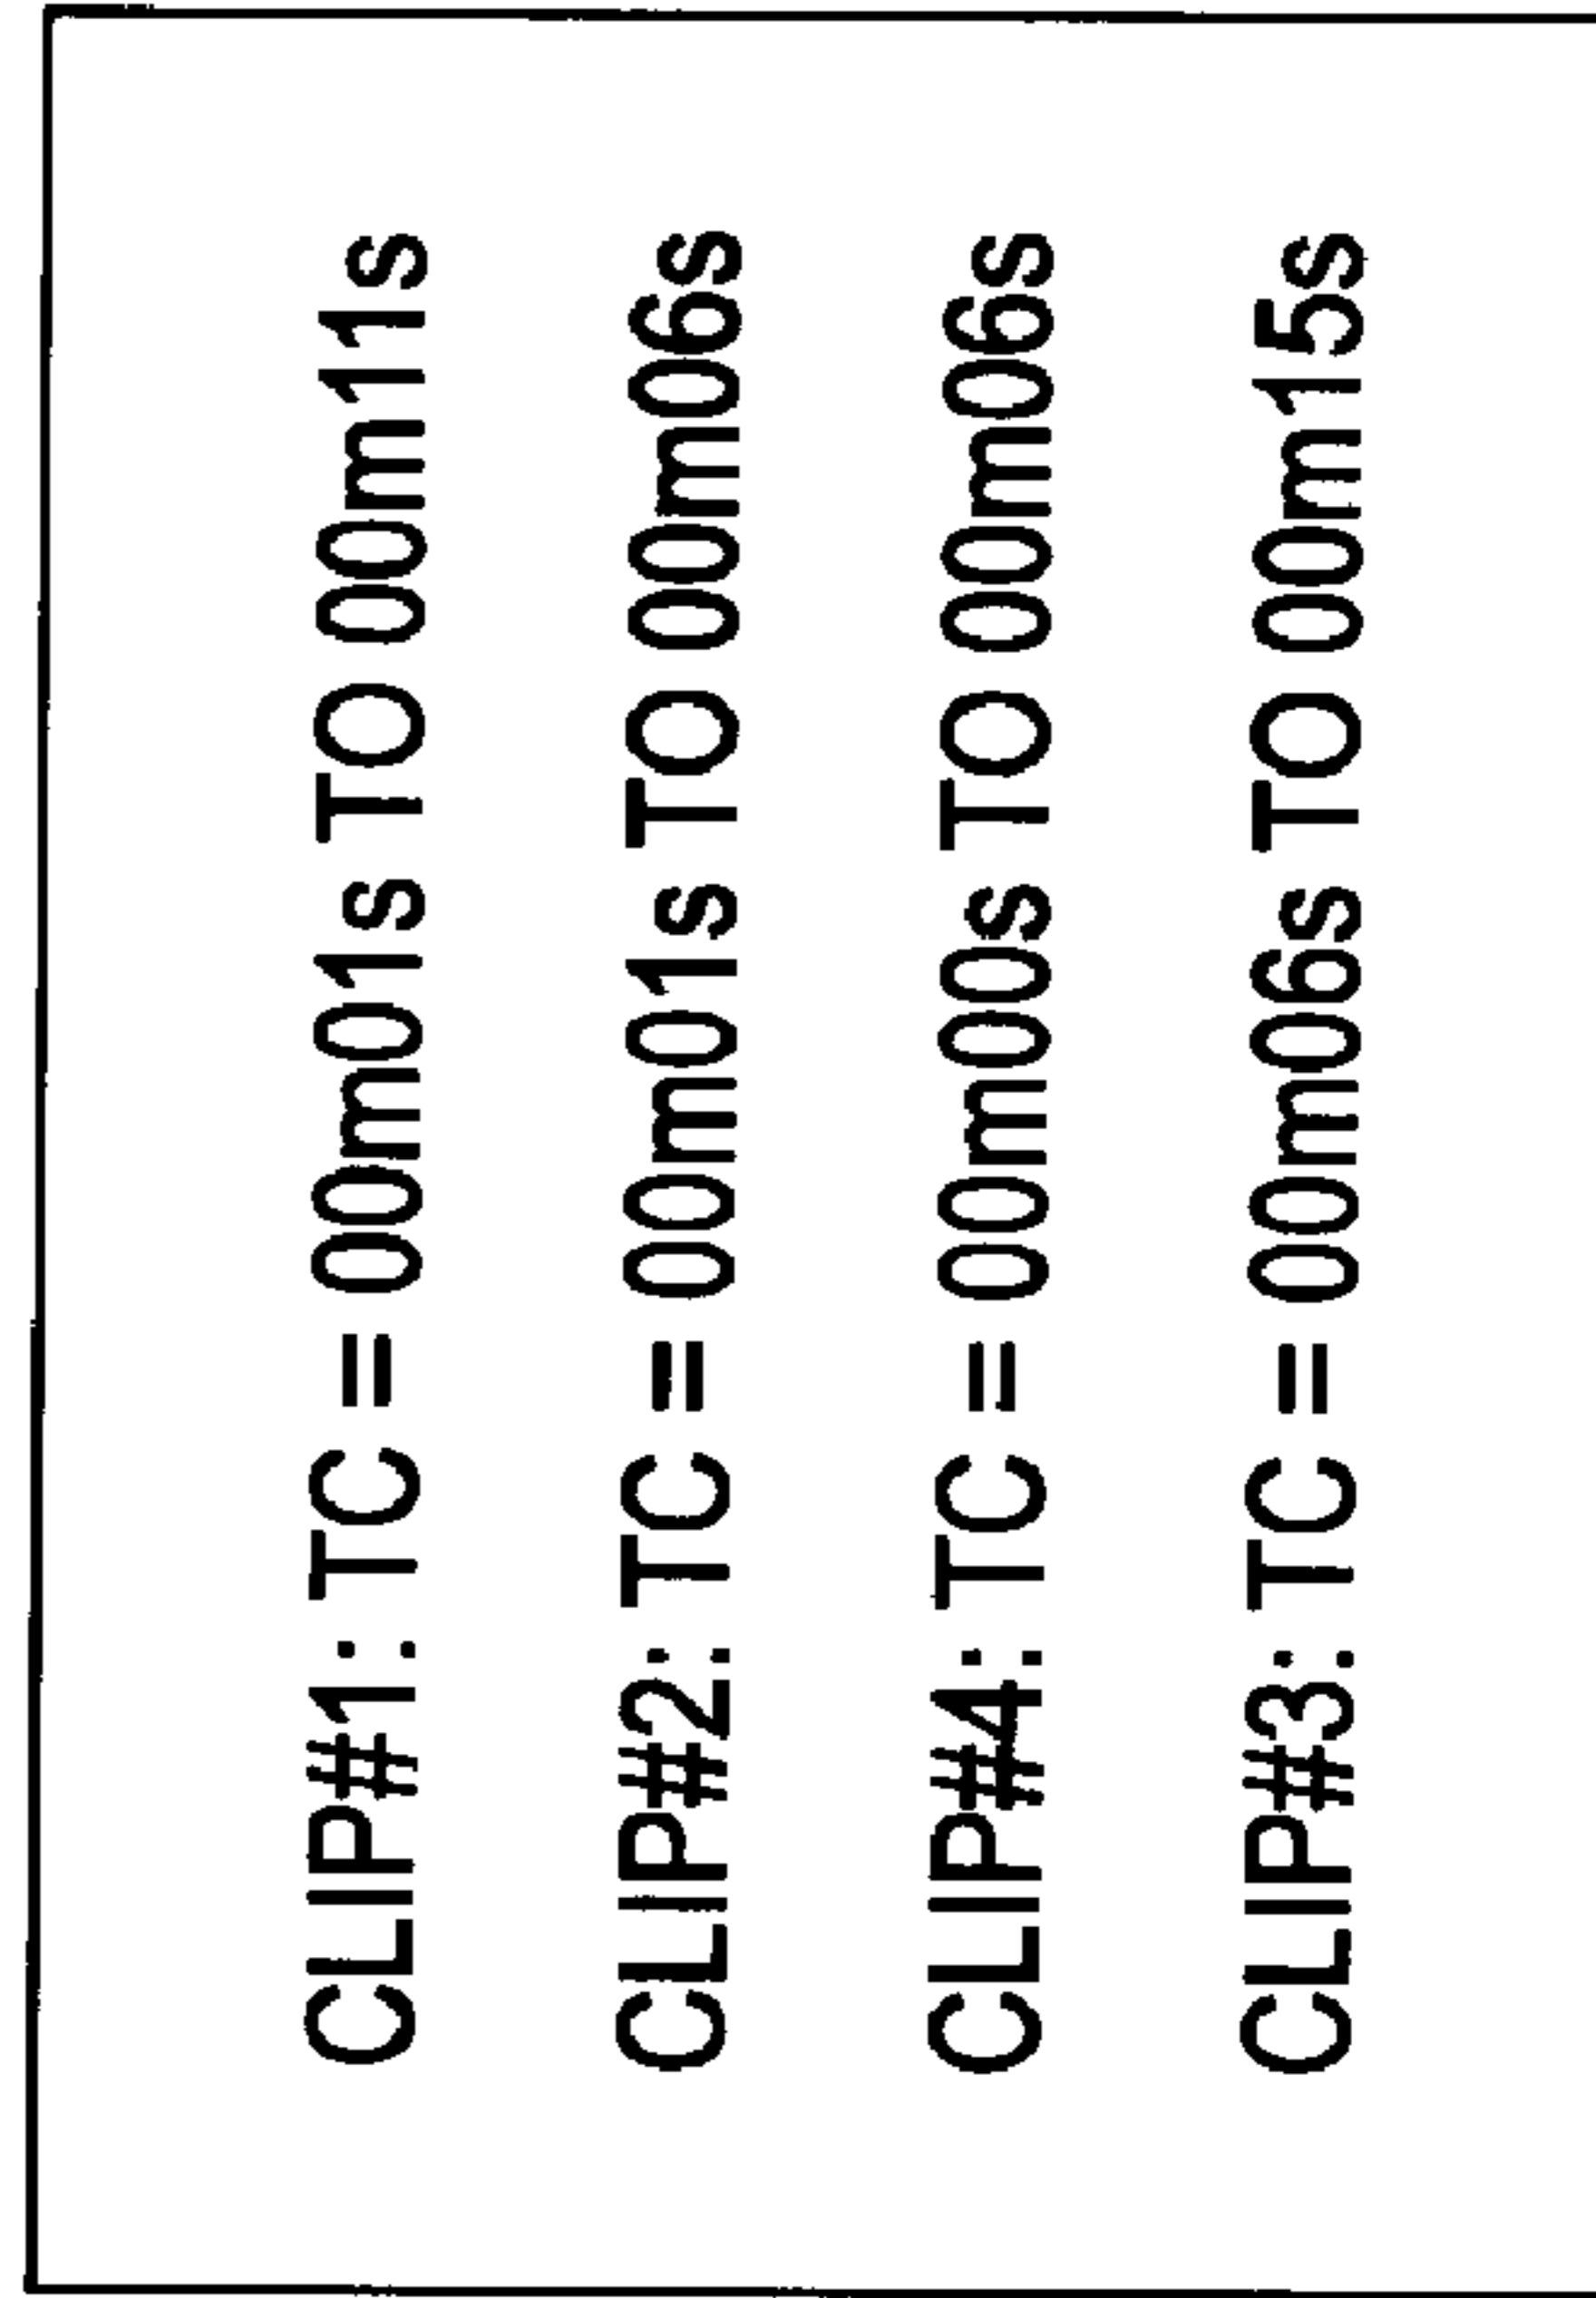 CLIP#1: TC = 00m01s TO 00m11s
CLIP#2: TC = 00m01s TO 00m06s
CLIP#4: TC = 00m00s TO 00m06s
CLIP#3: TC = 00m06s TO 00m15s